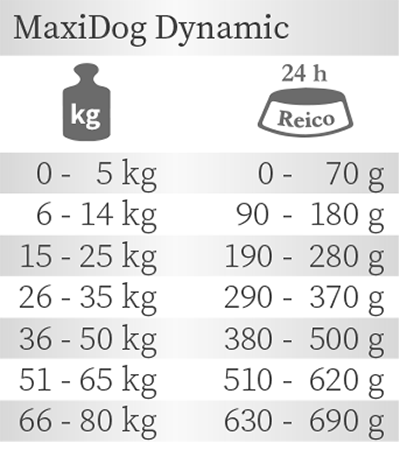 MaxiDog Dynamic
24 h
kg
Reico
0 - 5 kg 0 - 70 g
6 - 14 kg 90 - 180 g
15 - 25 kg 190 - 280 g
26 - 35 kg 290 - 370 g
36 - 50 kg 380 - 500 g
51 - 65 kg 510 - 620 g
66 - 80 kg 630 - 690 g